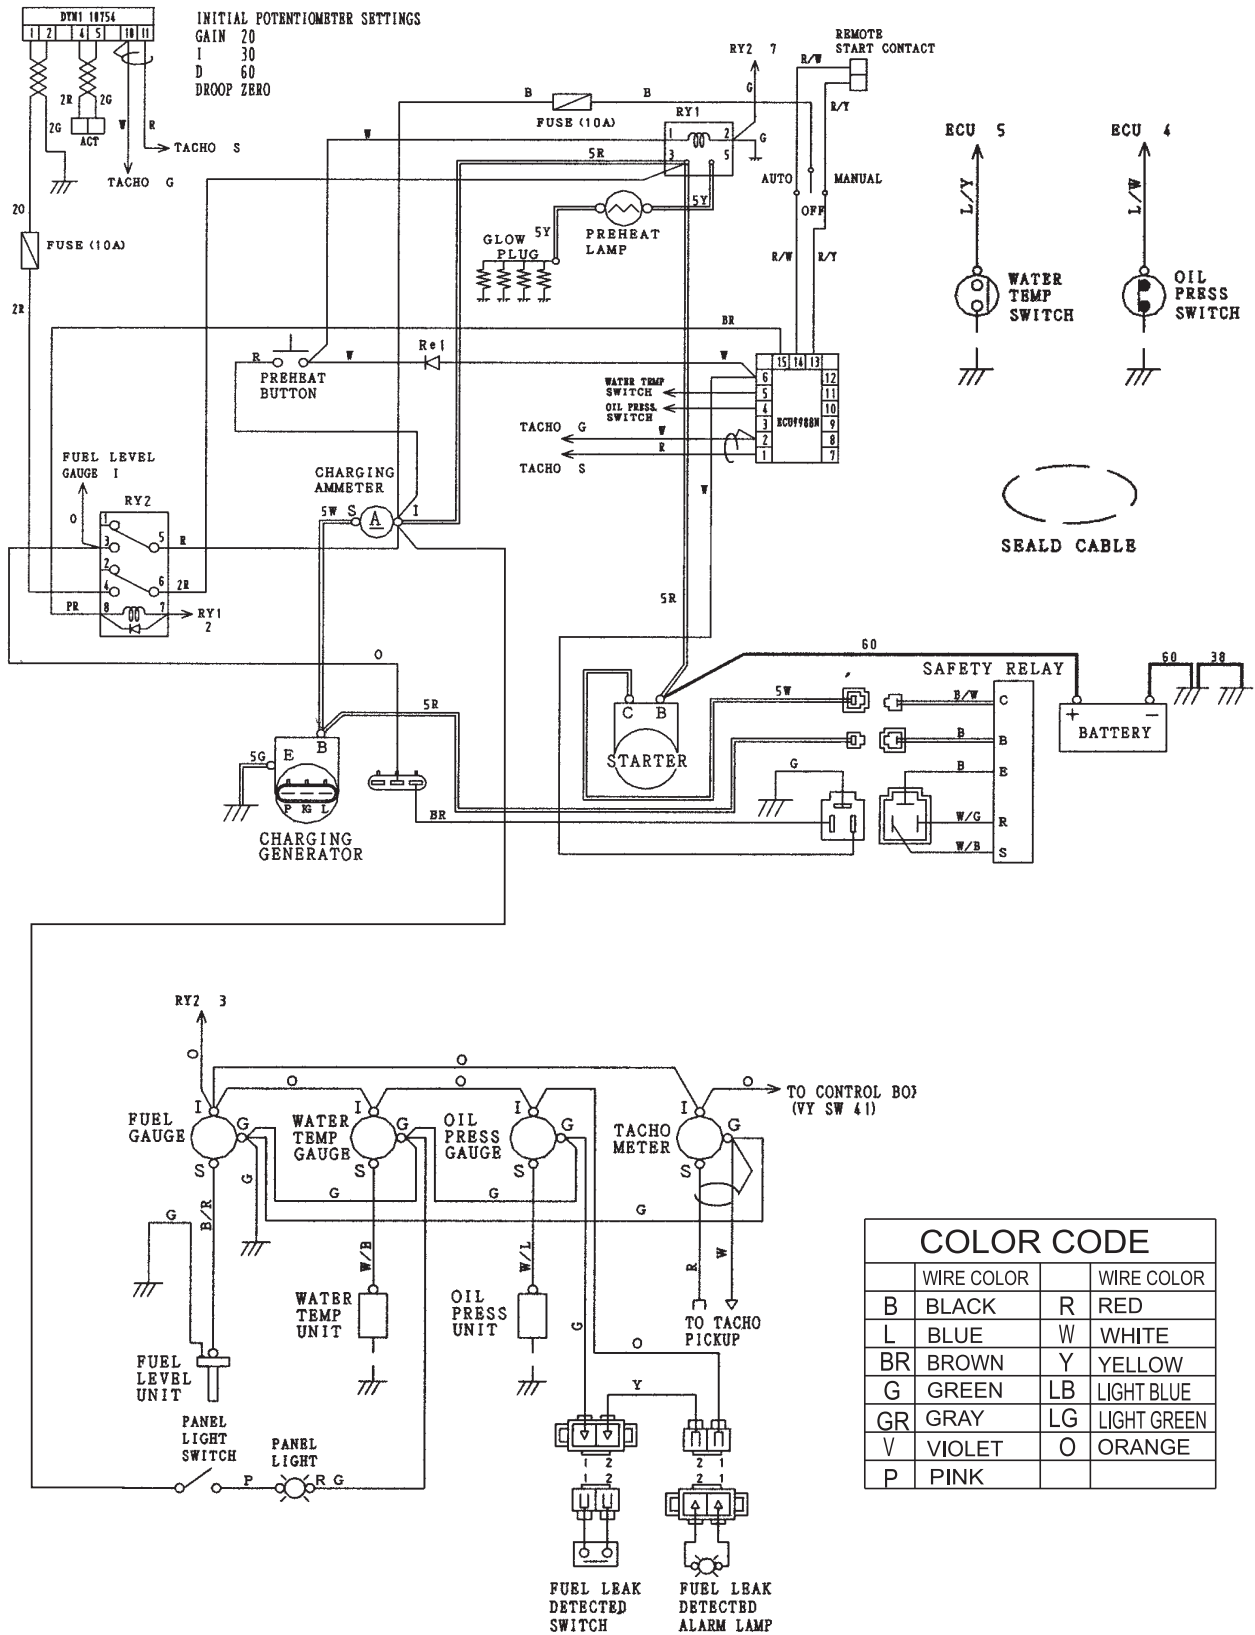 DYN1 10754
1 2 4 5 10 11
INITIAL POTENTIOMETER SETTINGS
GAIN 20
I 30
D 60
DROOP ZERO
2R 2G
2G
ACT
W R
TACHO S
TACHO G
20
FUSE (10A)
2R
B B
FUSE (10A)
RY2 7
G
RY1
1 2
3 5
G
W
5R
5Y
PREHEAT
LAMP
5Y
GLOW
PLUG
REMOTE
START CONTACT
R/W
R/Y
AUTO MANUAL
OFF
R/W R/Y
ECU 5
L/Y
WATER
TEMP
SWITCH
ECU 4
L/W
OIL
PRESS
SWITCH
BR
R
W
Rel
W
PREHEAT
BUTTON
15 14 13
6 12
5 11
4 10
3 9
2 8
1 7
ECU9988N
WATER TEMP
SWITCH
OIL PRESS.
SWITCH
TACHO G
W
R
TACHO S
W
SEALD CABLE
FUEL LEVEL
GAUGE I
O
RY2
1
3 5
2
4 6
8 7
R
2R
PR
RY1
2
CHARGING
AMMETER
5W S A I
5R
O
60
60 38
SAFETY RELAY
+ −
BATTERY
C B
STARTER
5W
B/W C
B B
G
B E
W/G R
W/B S
5R
5G E B
P IG L
CHARGING
GENERATOR
BR
RY2 3
O
O
O
O
O
TO CONTROL BOX
(VY SW 41)
FUEL
GAUGE
I G S
WATER
TEMP
GAUGE
I G S
OIL
PRESS
GAUGE
I G S
TACHO
METER
I G S
G
G
G
G
G
B/R
W/B
W/L
R W
WATER
TEMP
UNIT
OIL
PRESS
UNIT
TO TACHO
PICKUP
FUEL
LEVEL
UNIT
PANEL
LIGHT
SWITCH
PANEL
LIGHT
P R G
G
O
Y
1 2
1 2
2 1
2 1
FUEL LEAK
DETECTED
SWITCH
FUEL LEAK
DETECTED
ALARM LAMP
COLOR CODE
WIRE COLOR WIRE COLOR
B BLACK R RED
L BLUE W WHITE
BR BROWN Y YELLOW
G GREEN LB LIGHT BLUE
GR GRAY LG LIGHT GREEN
V VIOLET O ORANGE
P PINK